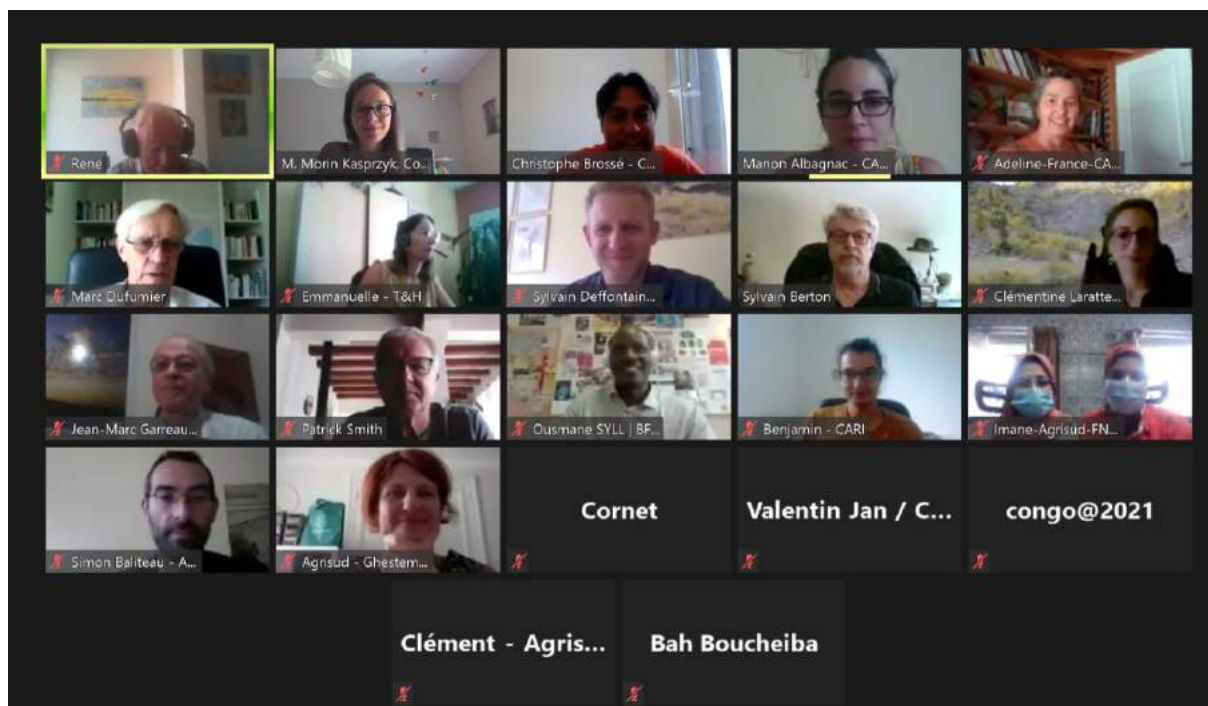 René
M. Morin Kasprzyk, Co...
Christophe Brossé - C...
Manon Albagnac - CA...
Adeline-France-CA...
Marc Dufumier
Emmanuelle - T&H
Sylvain Deffontain...
Sylvain Berton
Clémentine Laratte...
Jean-Marc Garreau...
Patrick Smith
Ousmane SYLL | BF...
Benjamin - CARI
Imane-Agrisud-FN...
Simon Baliteau - A...
Agrisud - Ghestem...
Cornet
Valentin Jan / C...
congo@2021
Clément - Agris...
Bah Boucheiba